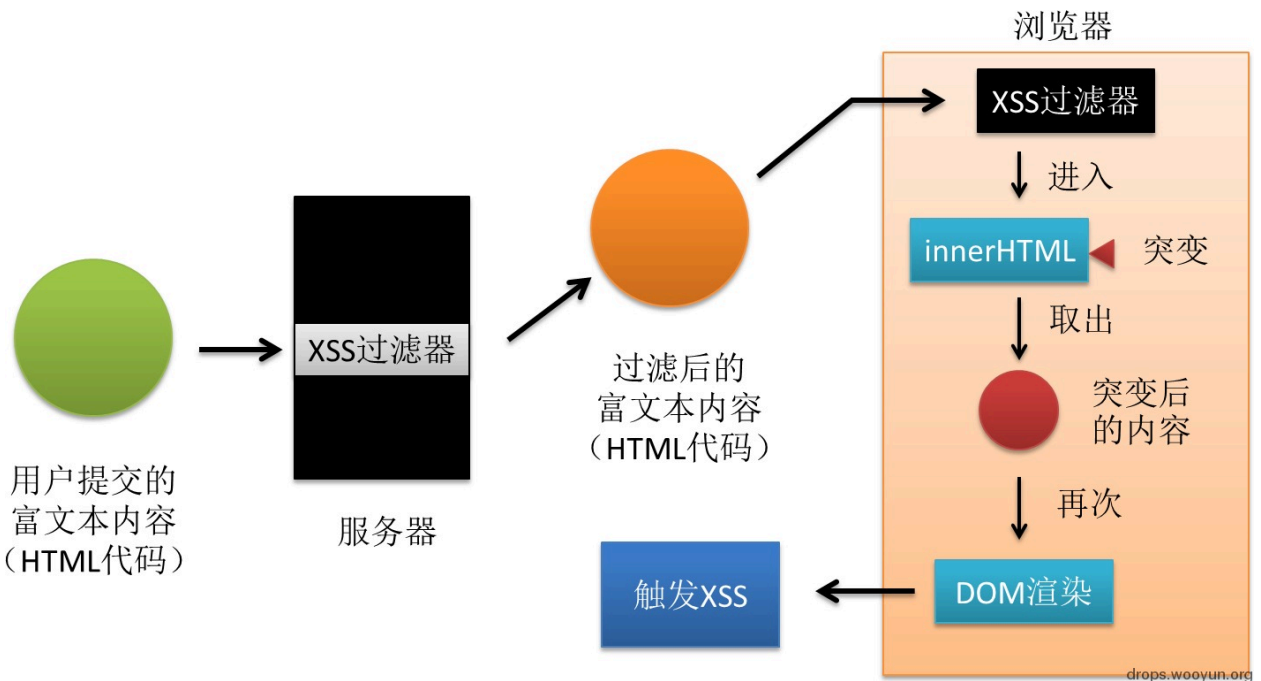 用户提交的
富文本内容
（HTML代码）
XSS过滤器
服务器
过滤后的
富文本内容
（HTML代码）
浏览器
XSS过滤器
进入
innerHTML
突变
取出
突变后
的内容
再次
DOM渲染
触发XSS
drops.wooyun.org